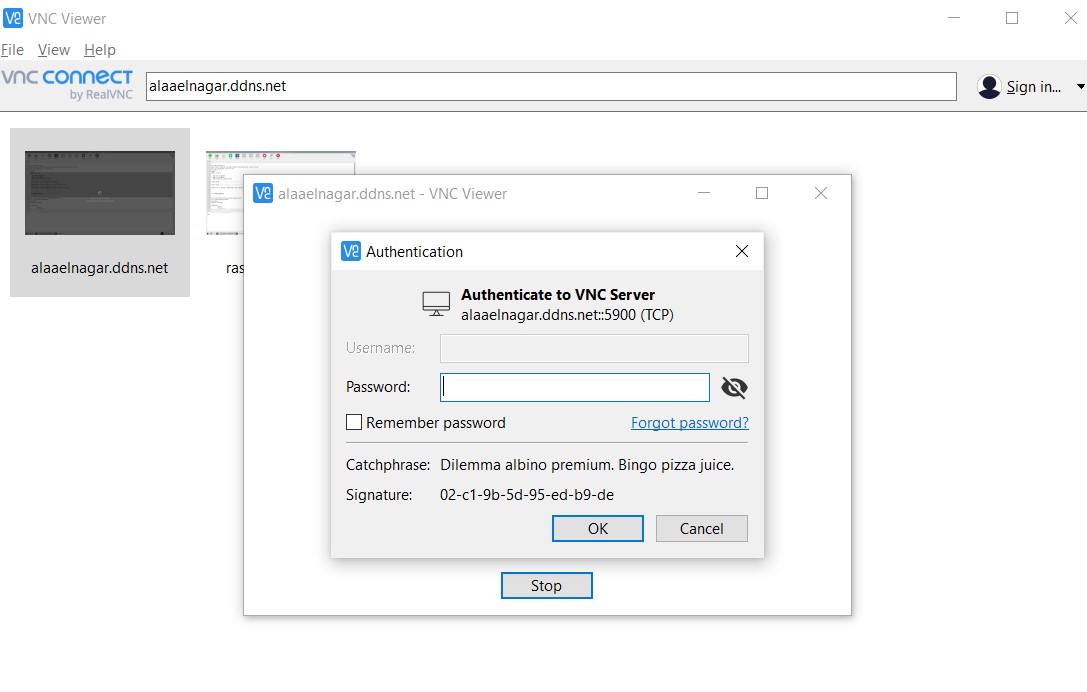 VNC Viewer
File View Help
vnc connect
by RealVNC
alaaelnagar.ddns.net
Sign in...
alaaelnagar.ddns.net
ras
alaaelnagar.ddns.net - VNC Viewer
Authentication
Authenticate to VNC Server
alaaelnagar.ddns.net::5900 (TCP)
Username:
Password:
Remember password
Forgot password?
Catchphrase: Dilemma albino premium. Bingo pizza juice.
Signature: 02-c1-9b-5d-95-ed-b9-de
OK
Cancel
Stop